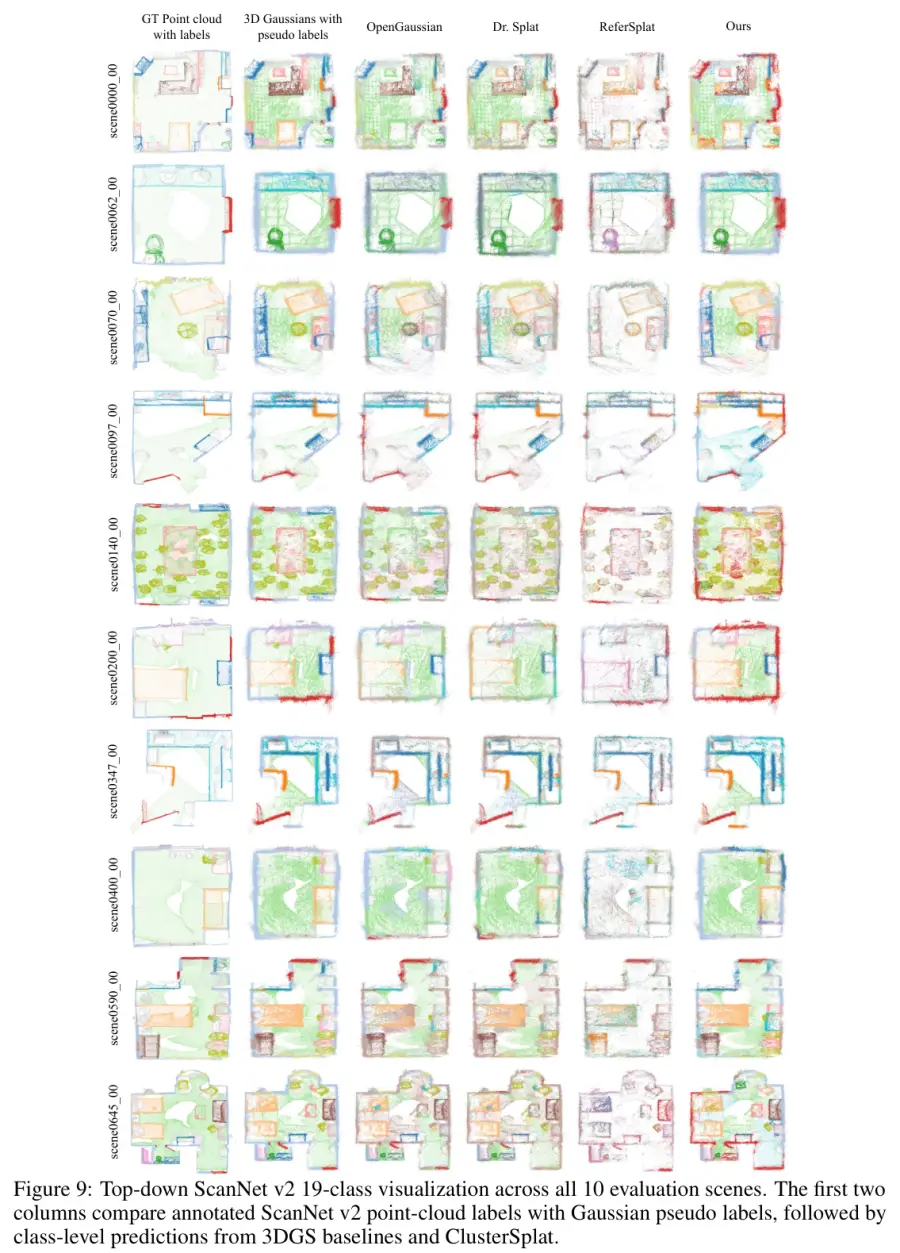 GT Point cloud with labels
3D Gaussians with pseudo labels
OpenGaussian
Dr. Splat
ReferSplat
Ours
scene0000_00
scene0062_00
scene0070_00
scene0097_00
scene0140_00
scene0200_00
scene0347_00
scene0400_00
scene0590_00
scene0645_00
Figure 9: Top-down ScanNet v2 19-class visualization across all 10 evaluation scenes. The first two
columns compare annotated ScanNet v2 point-cloud labels with Gaussian pseudo labels, followed by
class-level predictions from 3DGS baselines and ClusterSplat.